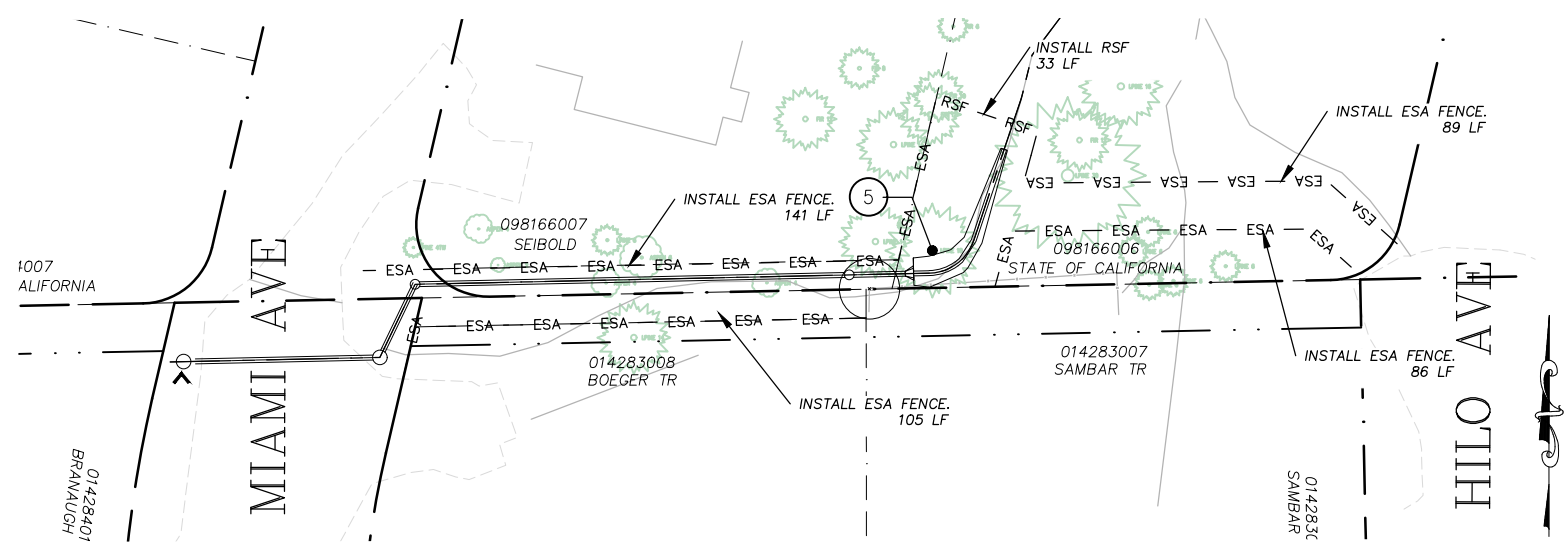 INSTALL RSF
33 LF
RSF
RSF
INSTALL ESA FENCE.
89 LF
ESA
ESA
ESA
ESA
ESA
ESA
ESA
5
INSTALL ESA FENCE.
141 LF
098166007
SEIBOLD
ESA
ESA
ESA
ESA
ESA
ESA
098166006
STATE OF CALIFORNIA
ESA
ESA
ESA
ESA
ESA
ESA
ESA
ESA
ESA
ESA
ESA
ESA
ESA
1007
ALIFORNIA
MIAMI AVE
ESA
ESA
ESA
ESA
ESA
ESA
ESA
014283008
BOEGER TR
014283007
SAMBAR TR
INSTALL ESA FENCE.
86 LF
INSTALL ESA FENCE.
105 LF
HILO AVE
01428401
BRANAUGH
014283
SAMBAR